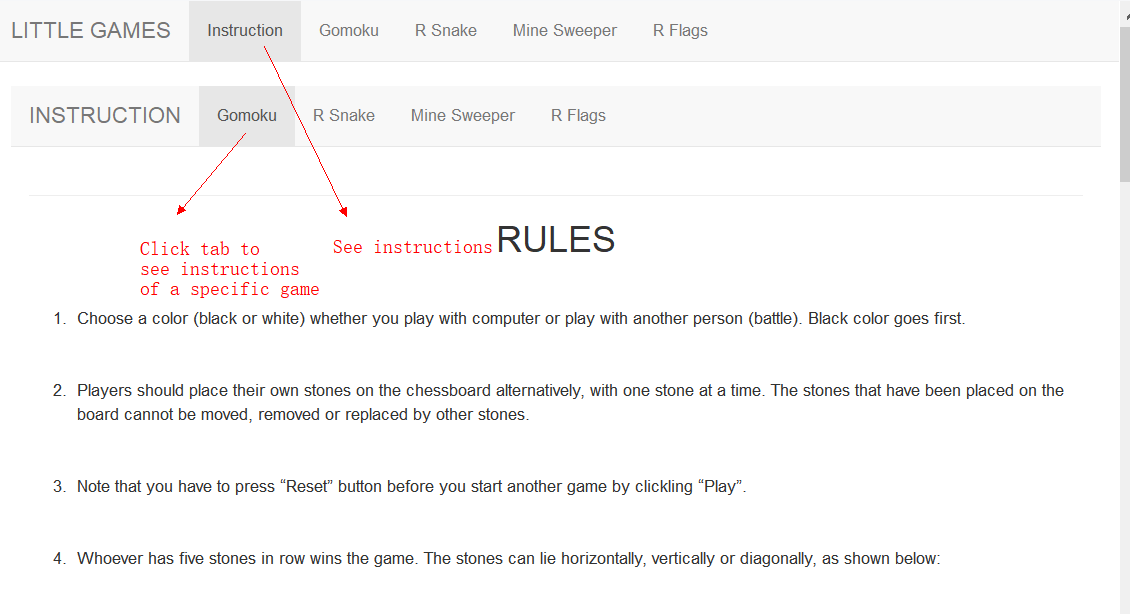 LITTLE GAMES Instruction Gomoku R Snake Mine Sweeper R Flags
INSTRUCTION Gomoku R Snake Mine Sweeper R Flags
Click tab to
see instructions
of a specific game
See instructions
RULES
1. Choose a color (black or white) whether you play with computer or play with another person (battle). Black color goes first.
2. Players should place their own stones on the chessboard alternatively, with one stone at a time. The stones that have been placed on the
board cannot be moved, removed or replaced by other stones.
3. Note that you have to press “Reset” button before you start another game by clickling “Play”.
4. Whoever has five stones in row wins the game. The stones can lie horizontally, vertically or diagonally, as shown below: